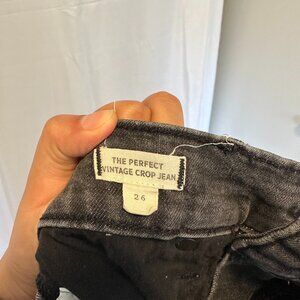 THE PERFECT
VINTAGE CROP JEAN
26